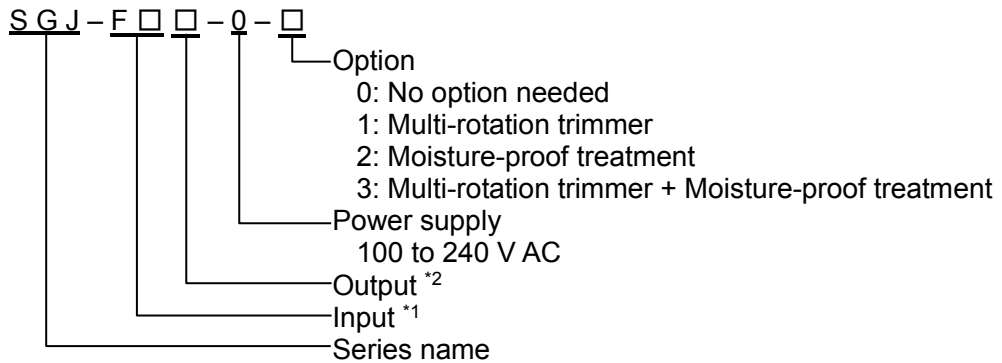 S G J – F □ □ – 0 – □
Option
0: No option needed
1: Multi-rotation trimmer
2: Moisture-proof treatment
3: Multi-rotation trimmer + Moisture-proof treatment
Power supply
100 to 240 V AC
Output *2
Input *1
Series name